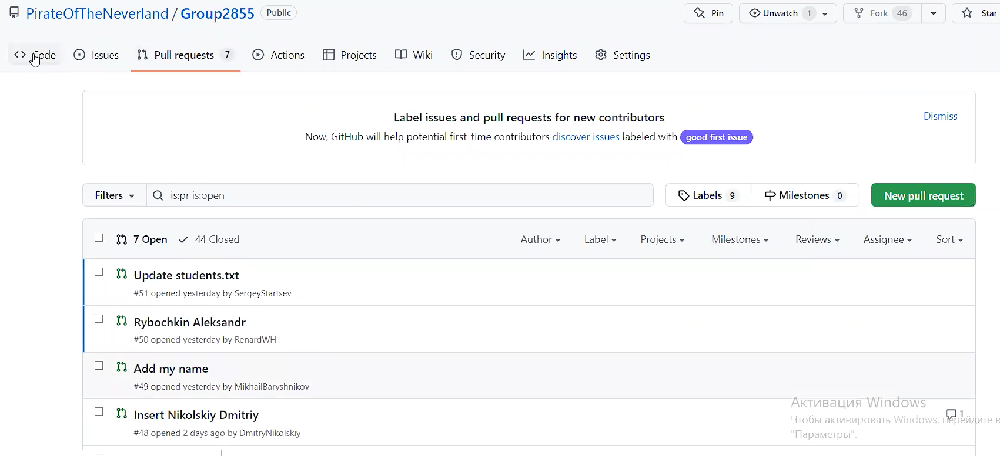 PirateOfTheNeverland / Group2855 Public Pin Unwatch 1 Fork 46 Star
Code Issues Pull requests 7 Actions Projects Wiki Security Insights Settings
Label issues and pull requests for new contributors
Dismiss
Now, GitHub will help potential first-time contributors discover issues labeled with good first issue
Filters is:pr is:open Labels 9 Milestones 0 New pull request
7 Open 44 Closed Author Label Projects Milestones Reviews Assignee Sort
Update students.txt
#51 opened yesterday by SergeyStartsev
Rybochkin Aleksandr
#50 opened yesterday by RenardWH
Add my name
#49 opened yesterday by MikhailBaryshnikov
Insert Nikolskiy Dmitriy 1
#48 opened 2 days ago by DmitryNikolskiy
Активация Windows
Чтобы активировать Windows, перейдите в
"Параметры".